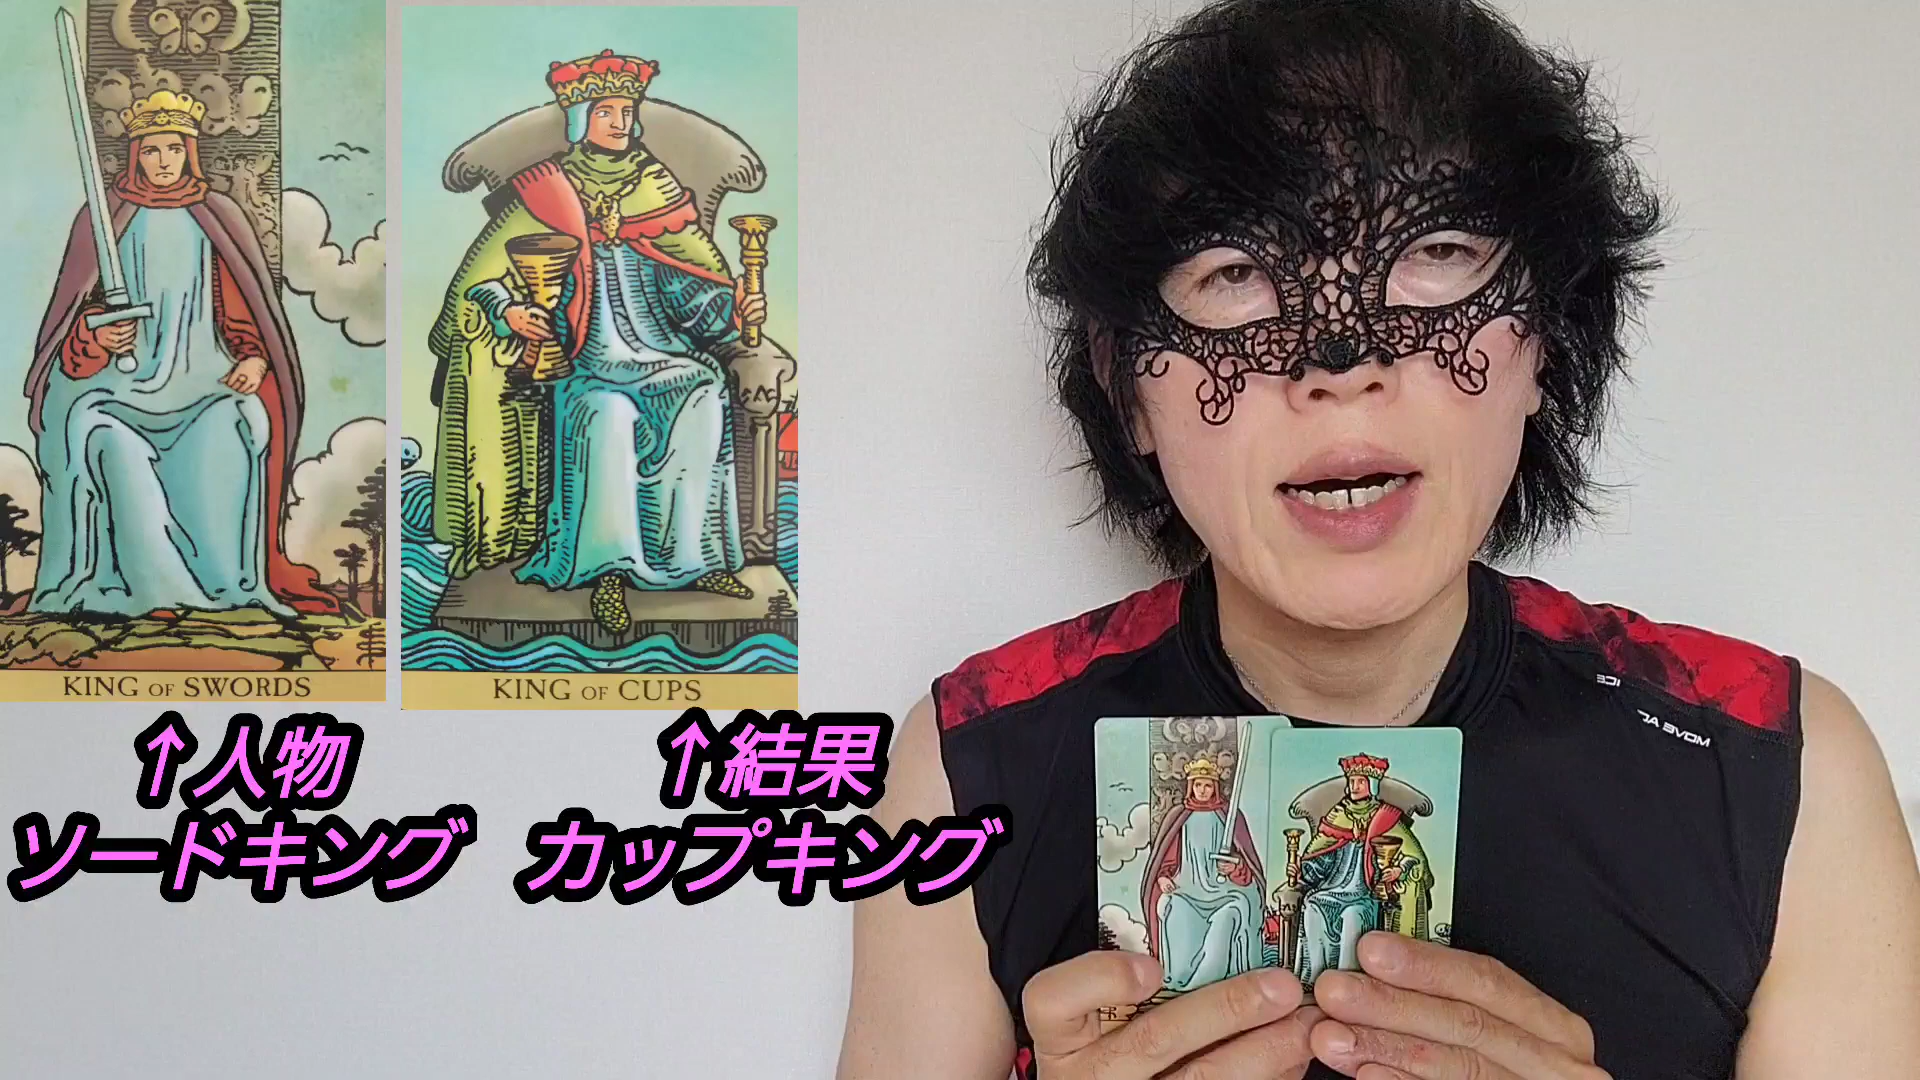 KING OF SWORDS
KING OF CUPS
↑人物
ソードキング
↑結果
カップキング